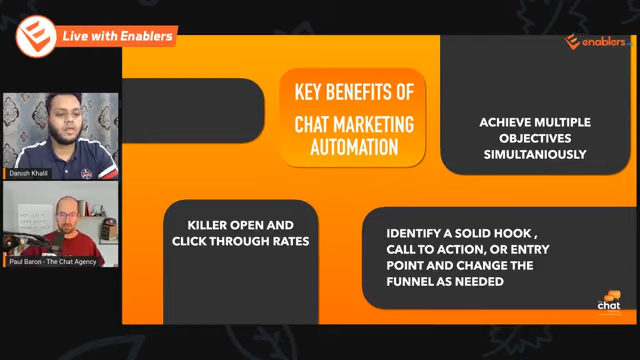 Live with Enablers
enablers
KEY BENEFITS OF
CHAT MARKETING
AUTOMATION
ACHIEVE MULTIPLE
OBJECTIVES
SIMULTANIOUSLY
Danish Khalil
KILLER OPEN AND
CLICK THROUGH RATES
IDENTIFY A SOLID HOOK ,
CALL TO ACTION, OR ENTRY
POINT AND CHANGE THE
FUNNEL AS NEEDED
Paul Baron - The Chat Agency
chat